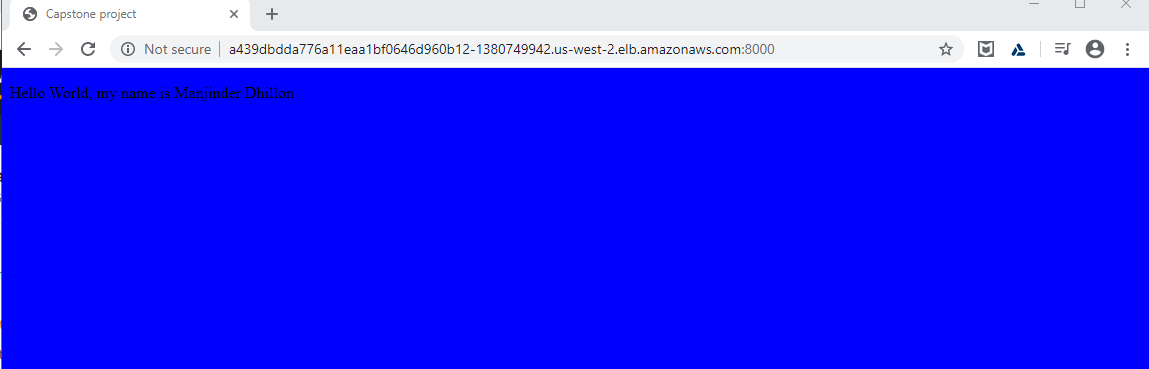 Capstone project
Not secure a439dbdda776a11eaa1bf0646d960b12-1380749942.us-west-2.elb.amazonaws.com:8000
Hello World, my name is Manjinder Dhillon